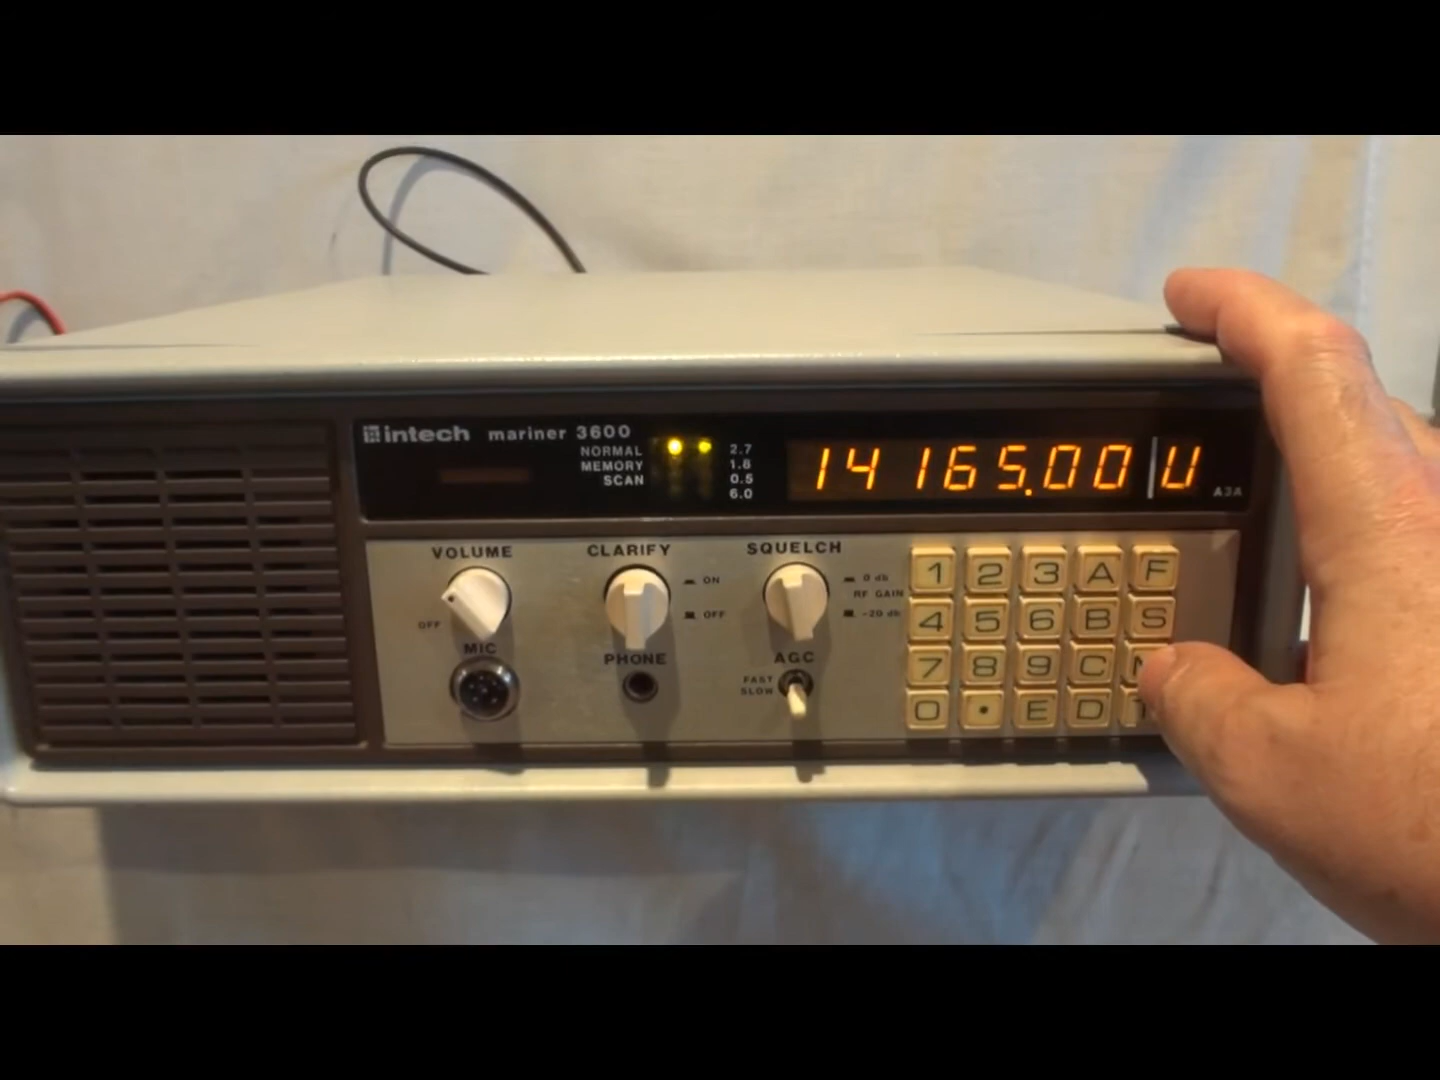 intech mariner 3600
NORMAL 2.7
MEMORY 1.8
SCAN 0.5
6.0
14165.00 U
A3A
VOLUME CLARIFY SQUELCH
ON 0 db
RF GAIN
OFF OFF -20 db
MIC PHONE AGC
FAST
SLOW
1 2 3 A F
4 5 6 B S
7 8 9 C
0 • E D T